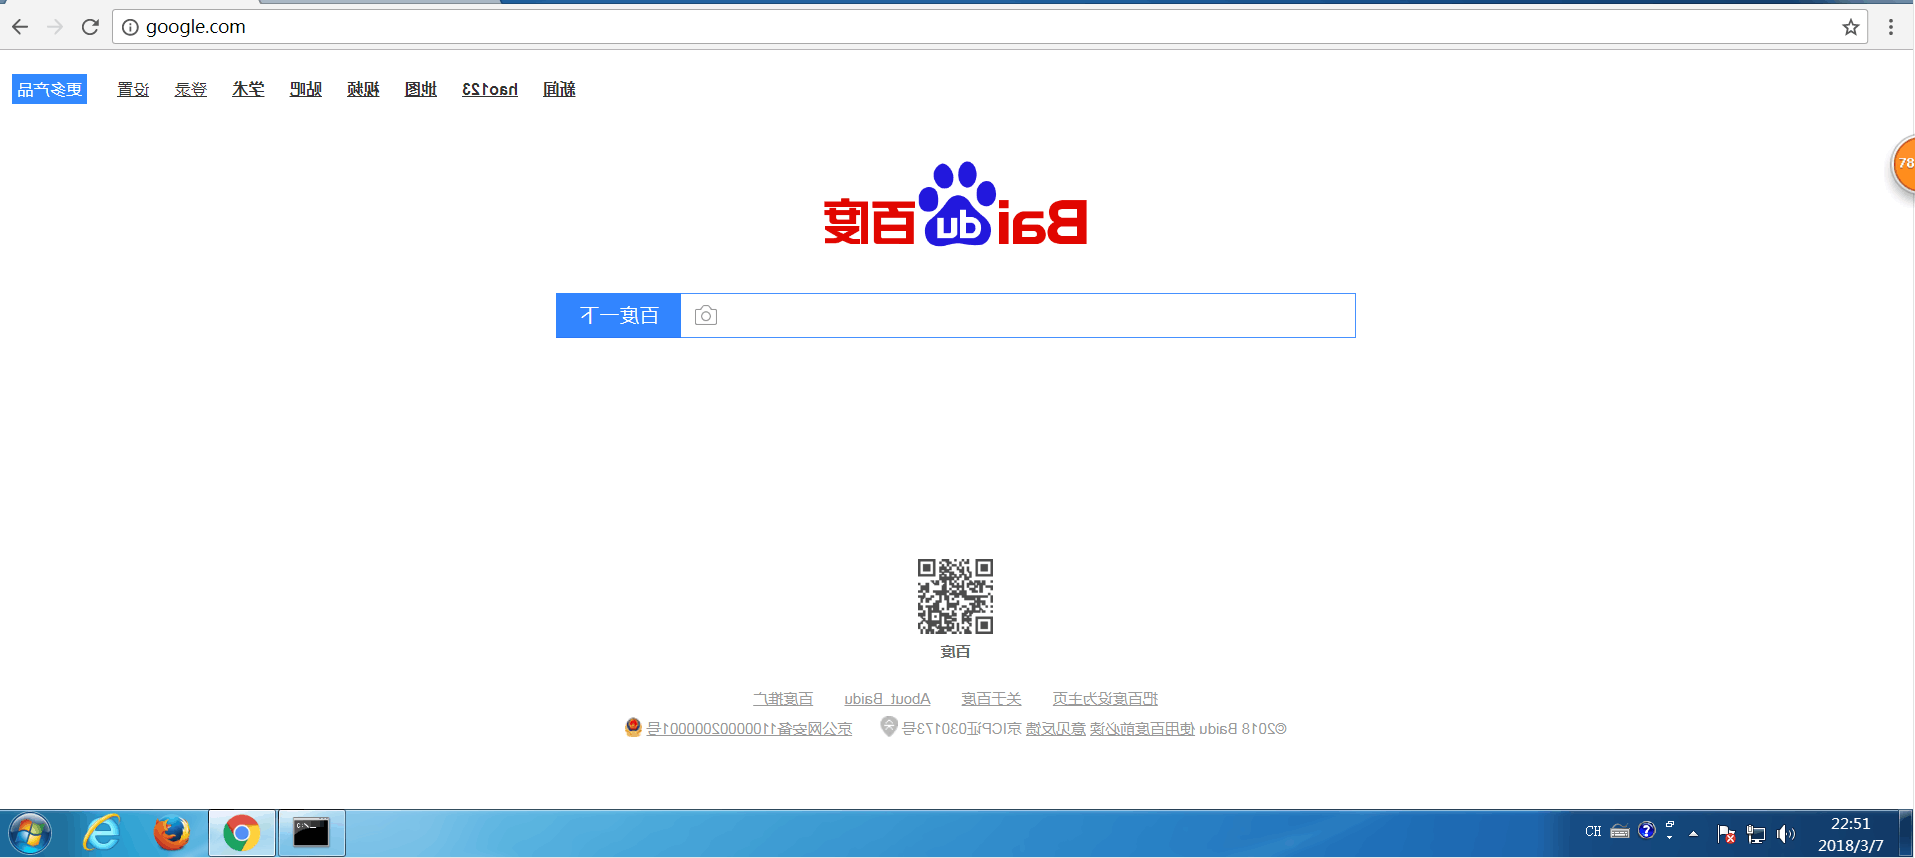 google.com
新闻 hao123 地图 视频 贴吧 学术 登录 设置 更多产品
78
Bai du 百度
百度一下
百度
把百度设为主页 关于百度 About Baidu 百度推广
©2018 Baidu 使用百度前必读 意见反馈 京ICP证030173号 京公网安备11000002000001号
C:\_
CH
22:51
2018/3/7